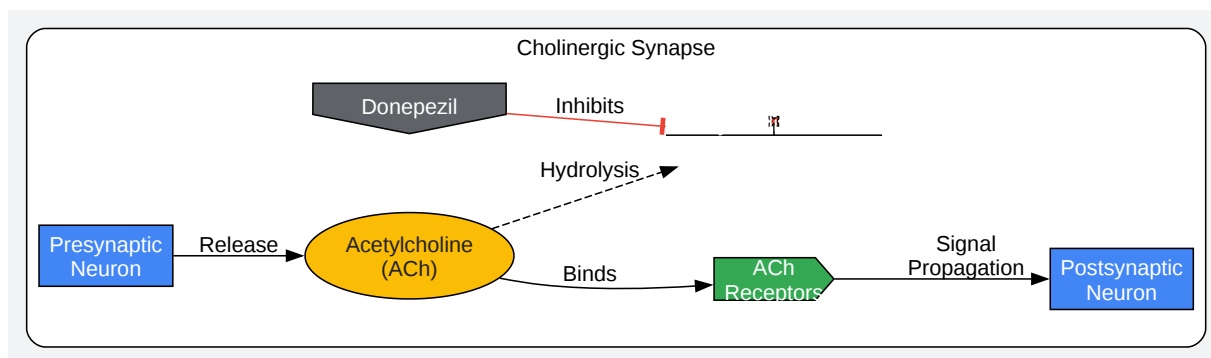 Cholinergic Synapse
Donepezil
Inhibits
Hydrolysis
Presynaptic
Neuron
Release
Acetylcholine
(ACh)
Binds
ACh
Receptors
Signal
Propagation
Postsynaptic
Neuron